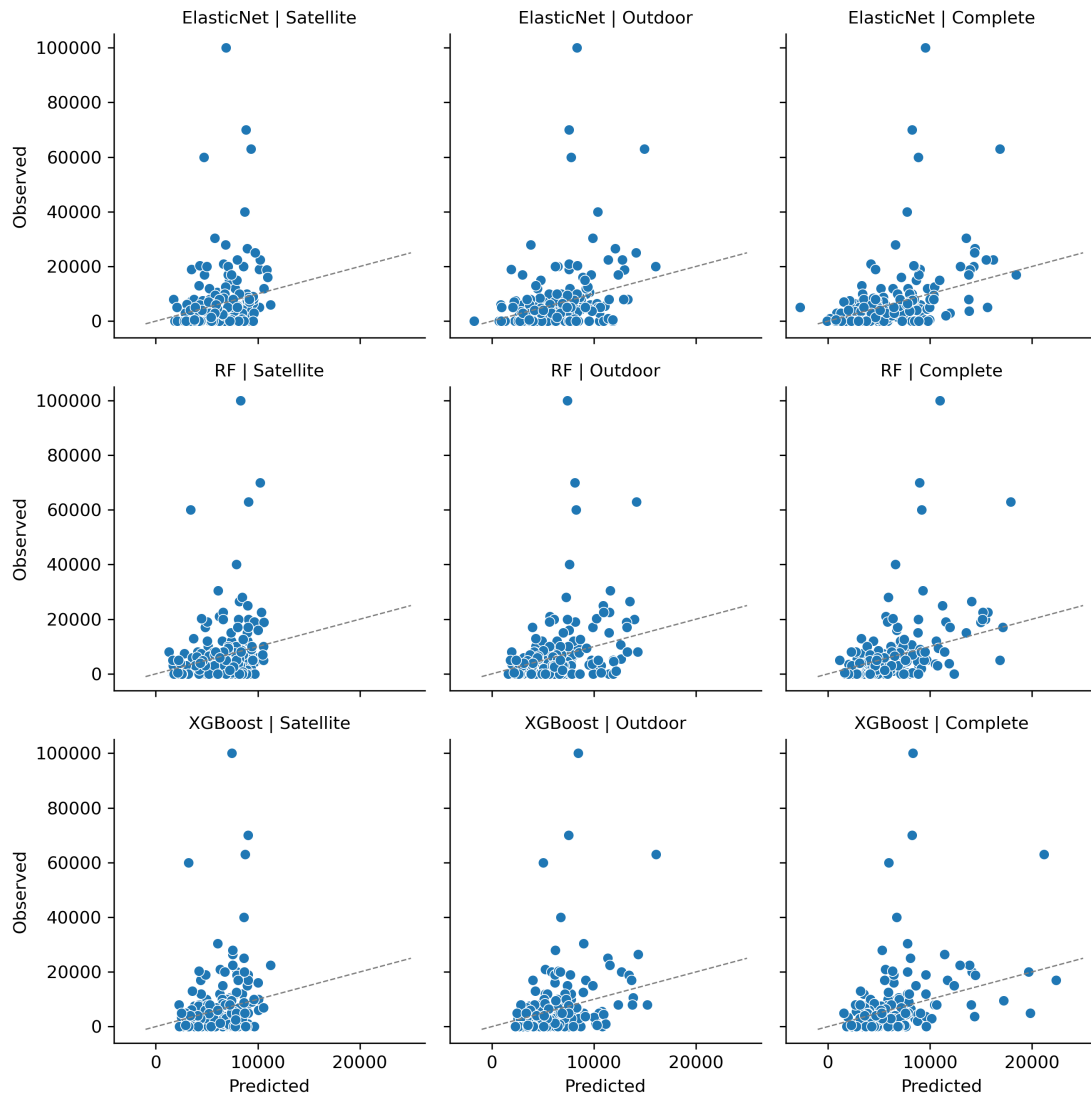 ElasticNet | Satellite
ElasticNet | Outdoor
ElasticNet | Complete
100000
80000
60000
40000
20000
0
Observed
RF | Satellite
RF | Outdoor
RF | Complete
100000
80000
60000
40000
20000
0
Observed
XGBoost | Satellite
XGBoost | Outdoor
XGBoost | Complete
100000
80000
60000
40000
20000
0
Observed
0 10000 20000
0 10000 20000
0 10000 20000
Predicted
Predicted
Predicted